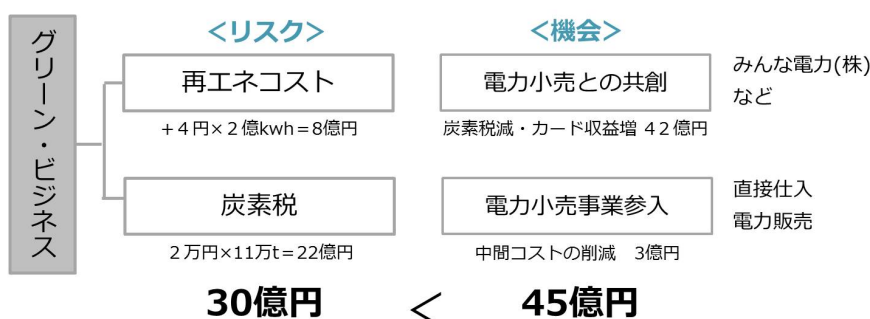 グリーン・ビジネス
＜リスク＞
再エネコスト
＋４円×２億kwh＝8億円
炭素税
２万円×11万t＝22億円
30億円
＜
＜機会＞
電力小売との共創
炭素税減・カード収益増 ４２億円
みんな電力(株)
など
電力小売事業参入
中間コストの削減　3億円
直接仕入
電力販売
45億円